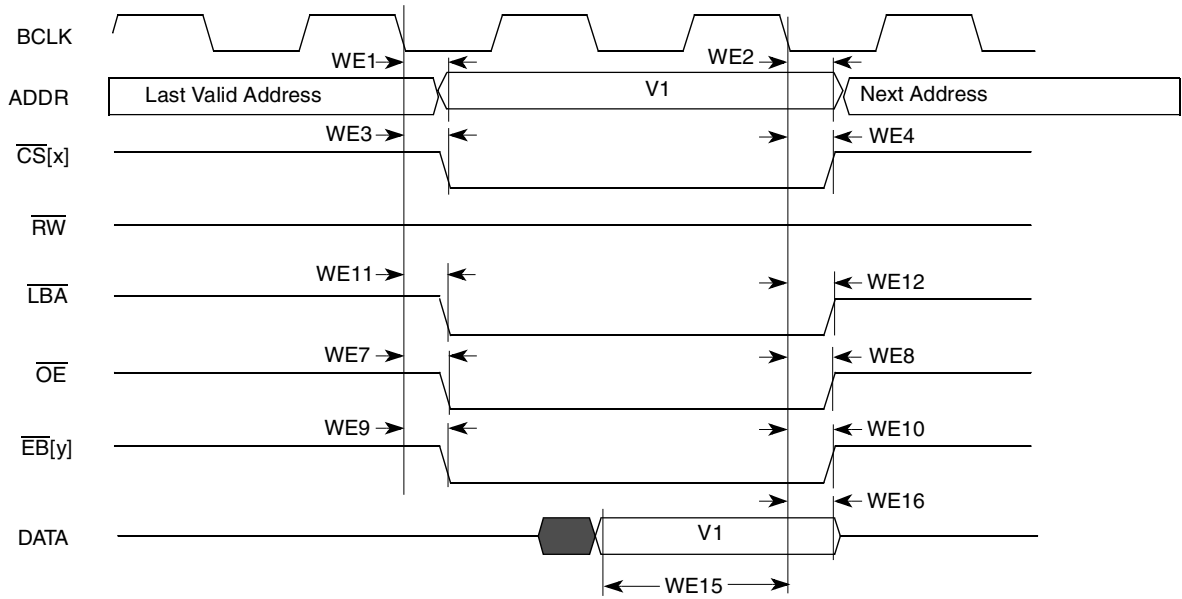 BCLK
WE1
WE2
ADDR
Last Valid Address
V1
Next Address
WE3
WE4
CS[x]
RW
WE11
WE12
LBA
WE7
WE8
OE
WE9
WE10
EB[y]
WE16
DATA
V1
WE15